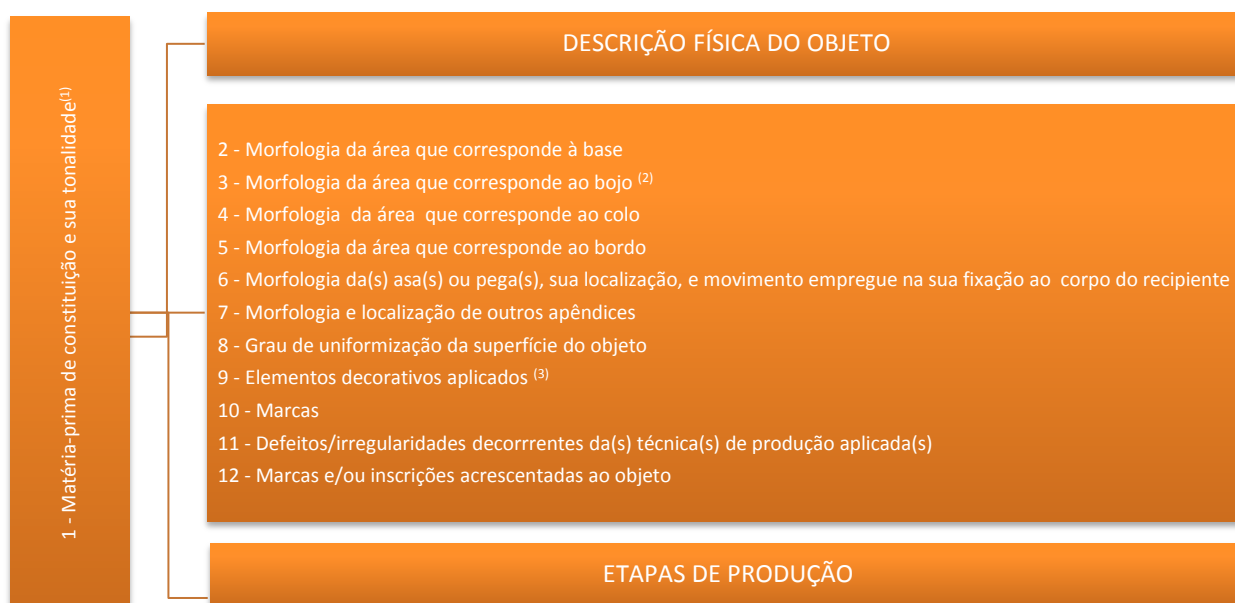 1 - Matéria-prima de constituição e sua tonalidade(1)
DESCRIÇÃO FÍSICA DO OBJETO
2 - Morfologia da área que corresponde à base
3 - Morfologia da área que corresponde ao bojo (2)
4 - Morfologia da área que corresponde ao colo
5 - Morfologia da área que corresponde ao bordo
6 - Morfologia da(s) asa(s) ou pega(s), sua localização, e movimento empregue na sua fixação ao corpo do recipiente
7 - Morfologia e localização de outros apêndices
8 - Grau de uniformização da superfície do objeto
9 - Elementos decorativos aplicados (3)
10 - Marcas
11 - Defeitos/irregularidades decorrrentes da(s) técnica(s) de produção aplicada(s)
12 - Marcas e/ou inscrições acrescentadas ao objeto
ETAPAS DE PRODUÇÃO